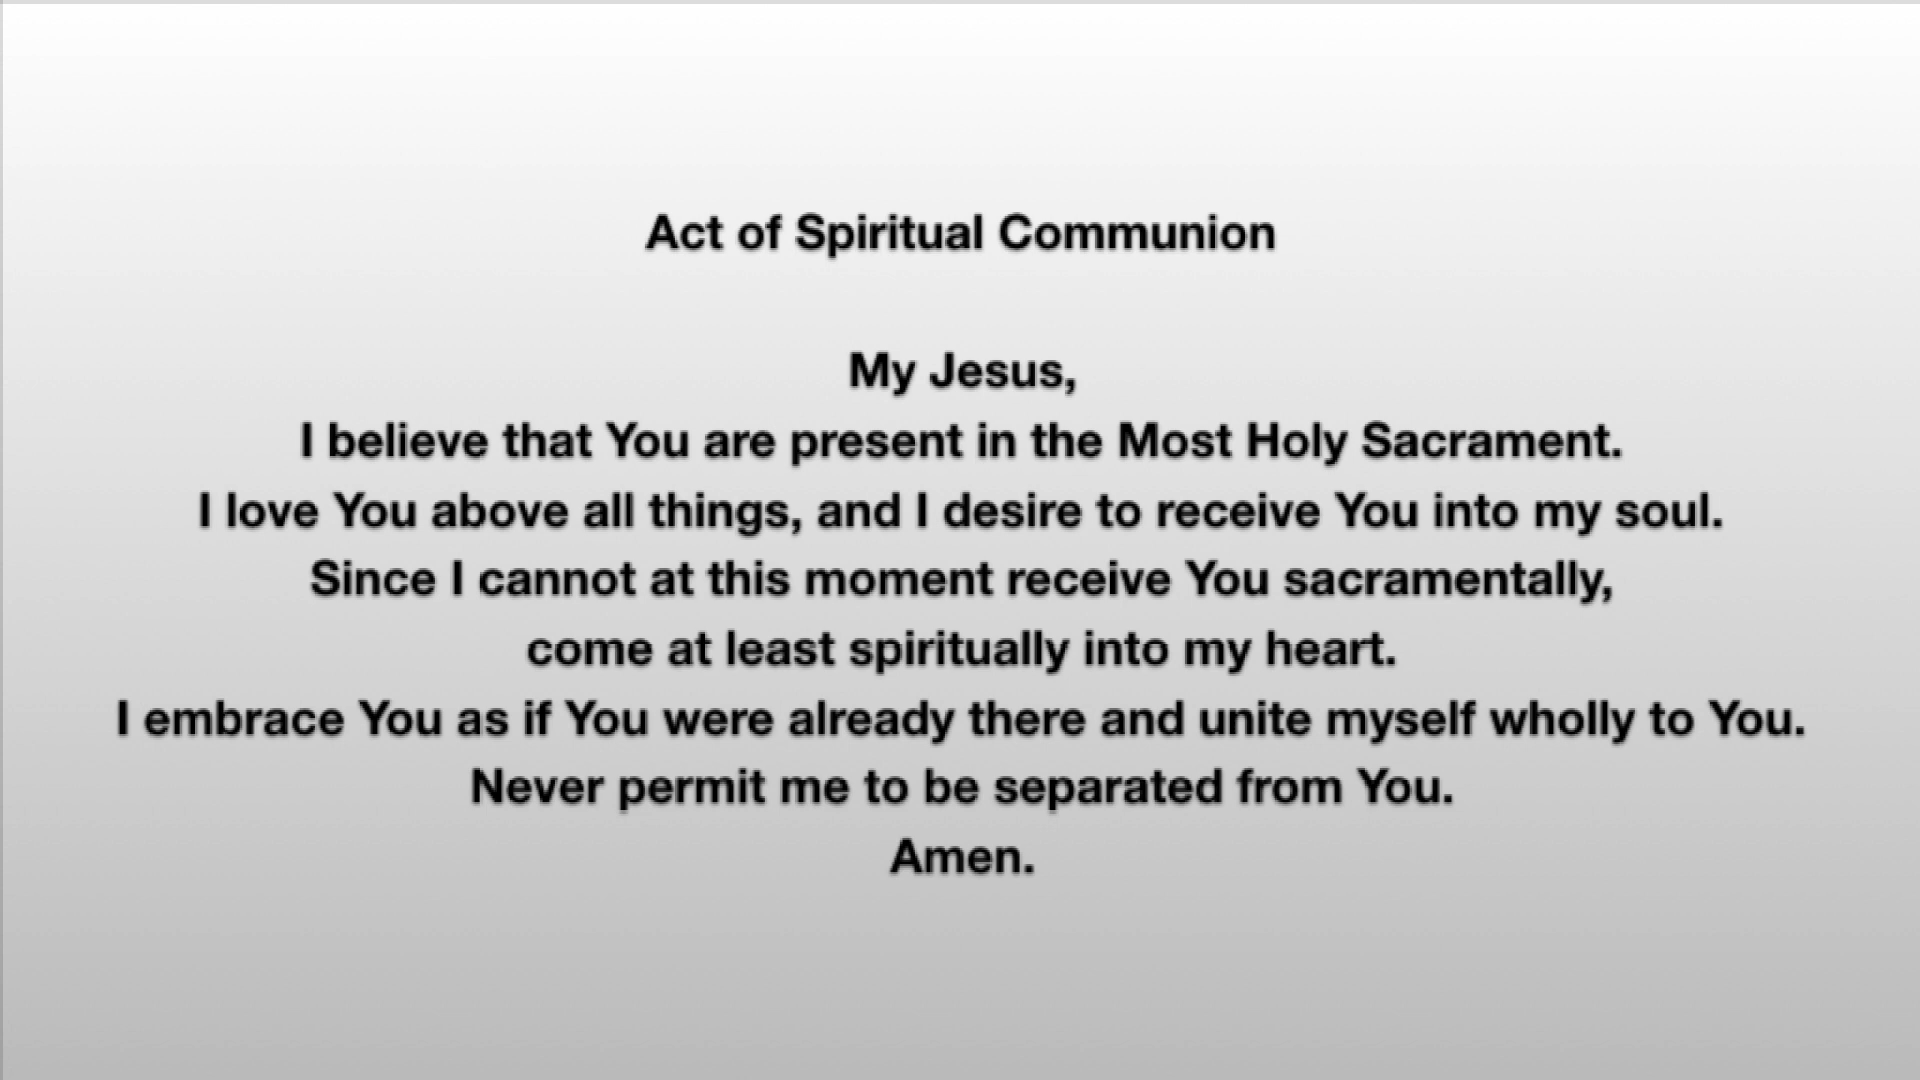 Act of Spiritual Communion
My Jesus,
I believe that You are present in the Most Holy Sacrament.
I love You above all things, and I desire to receive You into my soul.
Since I cannot at this moment receive You sacramentally,
come at least spiritually into my heart.
I embrace You as if You were already there and unite myself wholly to You.
Never permit me to be separated from You.
Amen.